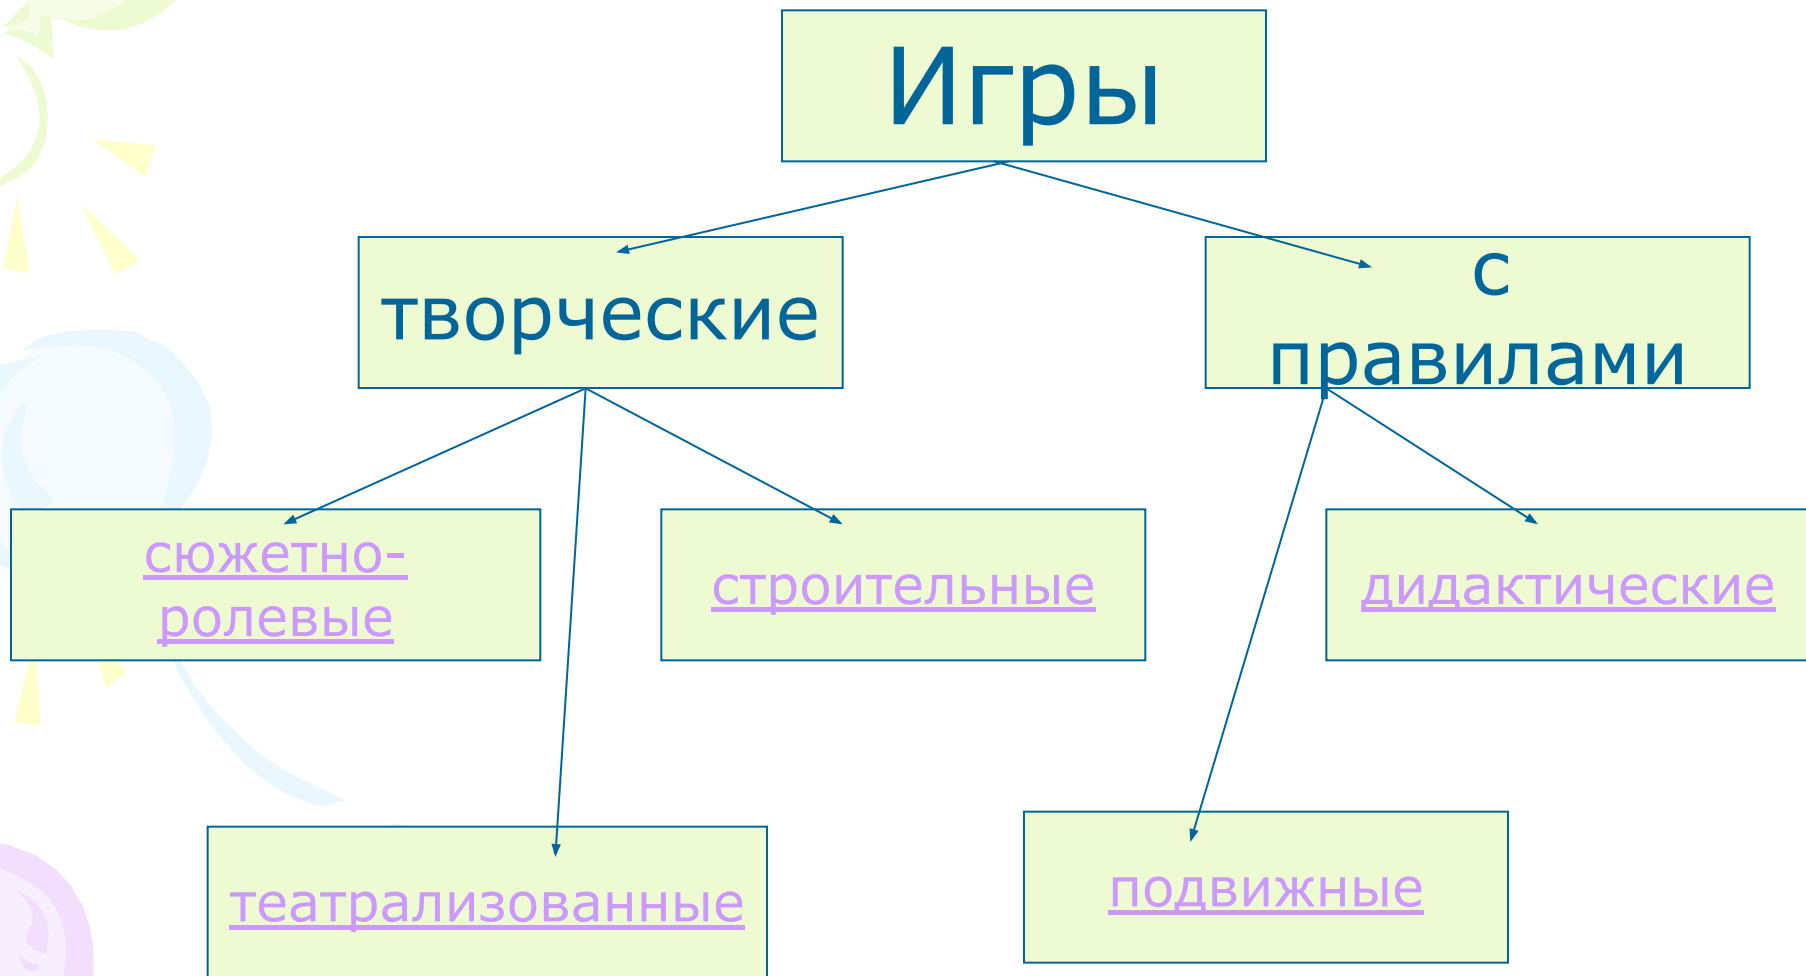 Игры
творческие
с
правилами
сюжетно-
ролевые
строительные
дидактические
театрализованные
подвижные